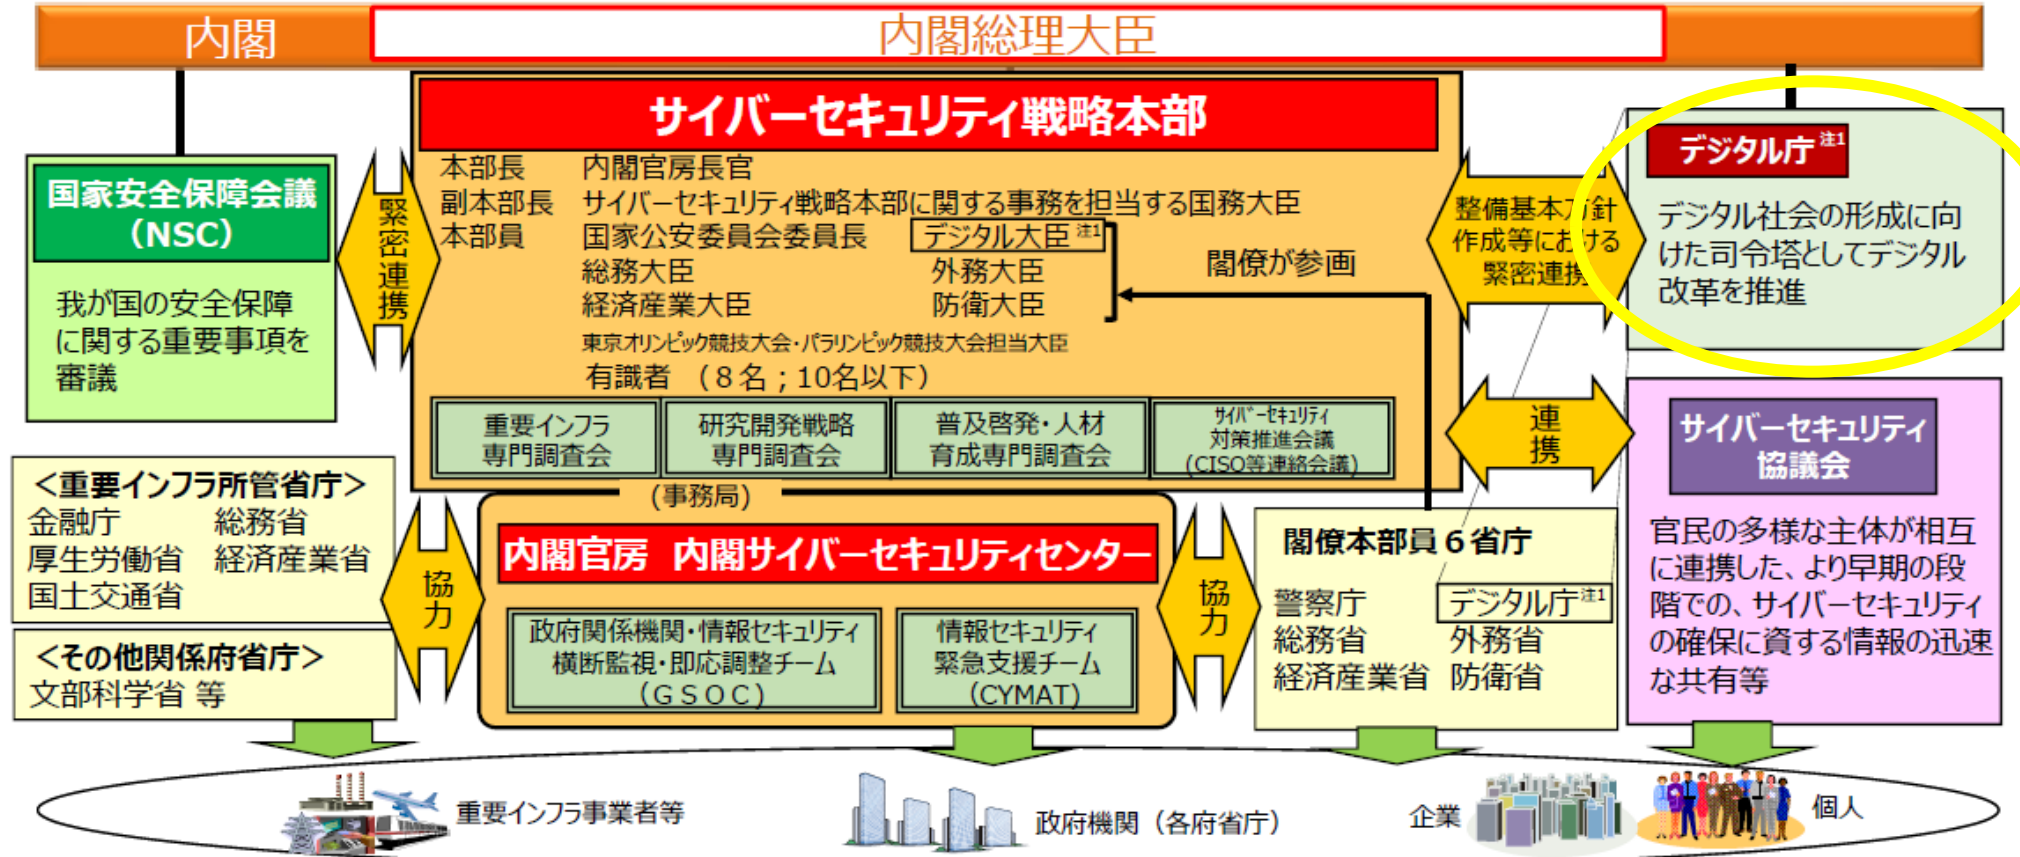 内閣
内閣総理大臣
サイバーセキュリティ戦略本部
本部長 内閣官房長官
副本部長 サイバーセキュリティ戦略本部に関する事務を担当する国務大臣
本部員 国家公安委員会委員長 デジタル大臣 注1
総務大臣 外務大臣
経済産業大臣 防衛大臣
東京オリンピック競技大会・パラリンピック競技大会担当大臣
有識者 （８名；10名以下）
閣僚が参画
重要インフラ
専門調査会
研究開発戦略
専門調査会
普及啓発・人材
育成専門調査会
サイバーセキュリティ
対策推進会議
(CISO等連絡会議)
国家安全保障会議
（NSC）
我が国の安全保障
に関する重要事項を
審議
緊密連携
整備基本方針
作成等における
緊密連携
デジタル庁 注1
デジタル社会の形成に向
けた司令塔としてデジタル
改革を推進
連携
サイバーセキュリティ
協議会
官民の多様な主体が相互
に連携した、より早期の段
階での、サイバーセキュリティ
の確保に資する情報の迅速
な共有等
＜重要インフラ所管省庁＞
金融庁 総務省
厚生労働省 経済産業省
国土交通省
＜その他関係府省庁＞
文部科学省 等
協力
（事務局）
内閣官房 内閣サイバーセキュリティセンター
政府関係機関・情報セキュリティ
横断監視・即応調整チーム
（ＧＳＯＣ）
情報セキュリティ
緊急支援チーム
（CYMAT）
協力
閣僚本部員６省庁
警察庁 デジタル庁 注1
総務省 外務省
経済産業省 防衛省
重要インフラ事業者等
政府機関（各府省庁）
企業
個人